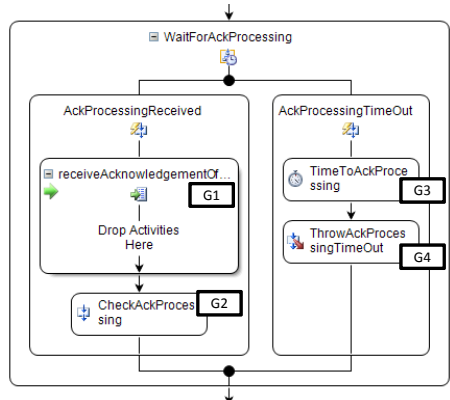 WaitForAckProcessing
AckProcessingReceived
receiveAcknowledgementOf...
G1
Drop Activities
Here
CheckAckProces
sing
G2
AckProcessingTimeOut
TimeToAckProce
ssing
G3
ThrowAckProces
singTimeOut
G4